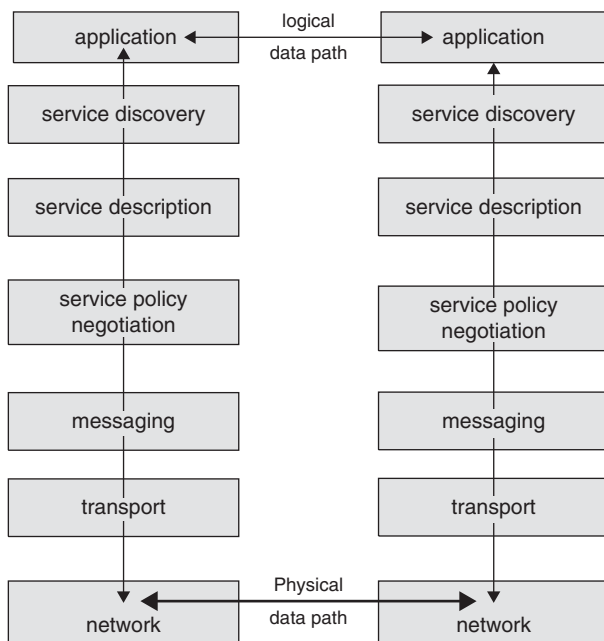 application
logical
data path
application
service discovery
service discovery
service description
service description
service policy
negotiation
service policy
negotiation
messaging
messaging
transport
transport
network
Physical
data path
network